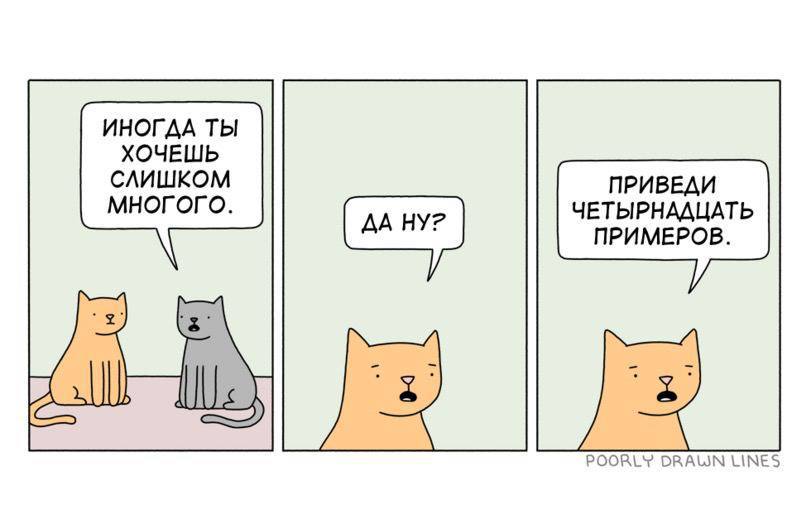 ИНОГДА ТЫ
ХОЧЕШЬ
СЛИШКОМ
МНОГОГО.
ДА НУ?
ПРИВЕДИ
ЧЕТЫРНАДЦАТЬ
ПРИМЕРОВ.
POORLY DRAWN LINES